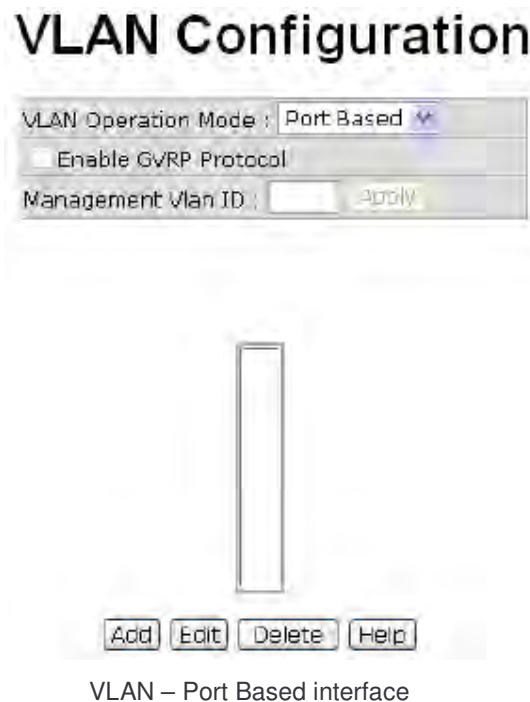 VLAN Configuration
VLAN Operation Mode : Port Based
Enable GVRP Protocol
Management Vlan ID : Apply
Add Edit Delete Help
VLAN – Port Based interface